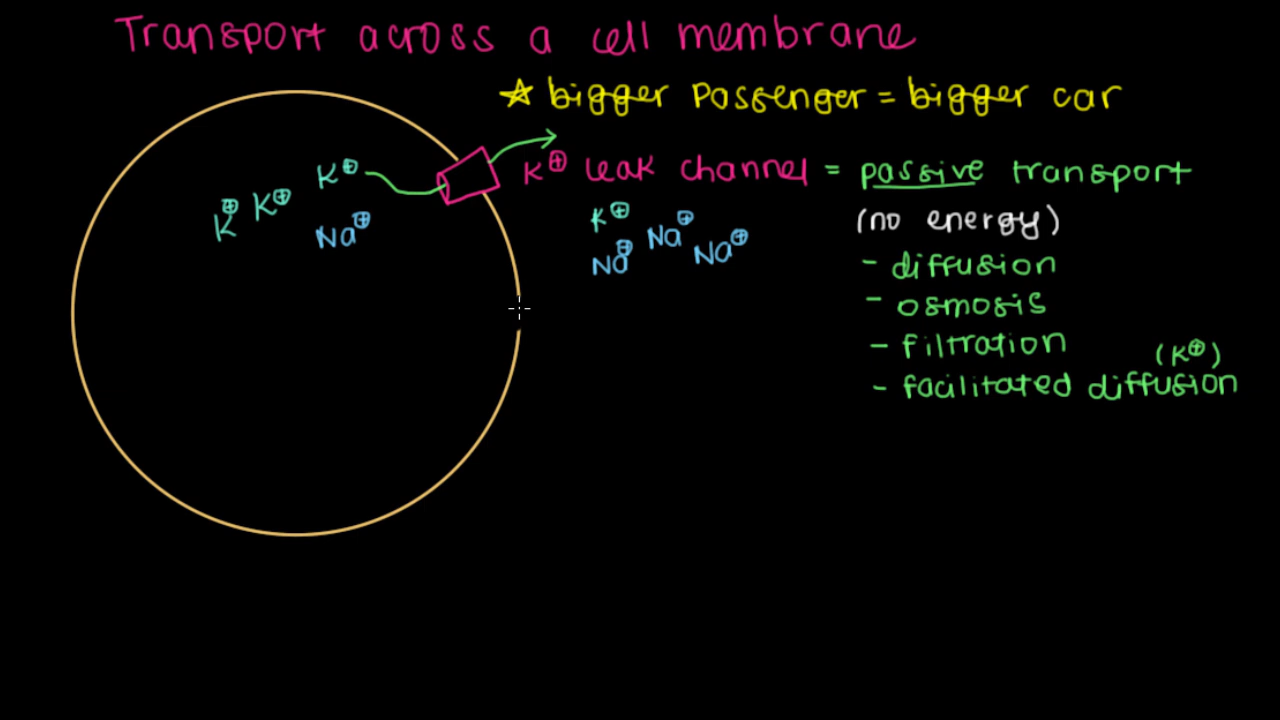 Transport across a cell membrane
☆ bigger passenger = bigger car
K⊕ leak channel = passive transport
(no energy)
- diffusion
- osmosis
- filtration
(K⊕)
- facilitated diffusion
K⊕
K⊕ K⊕
Na⊕
K⊕
Na⊕ Na⊕ Na⊕